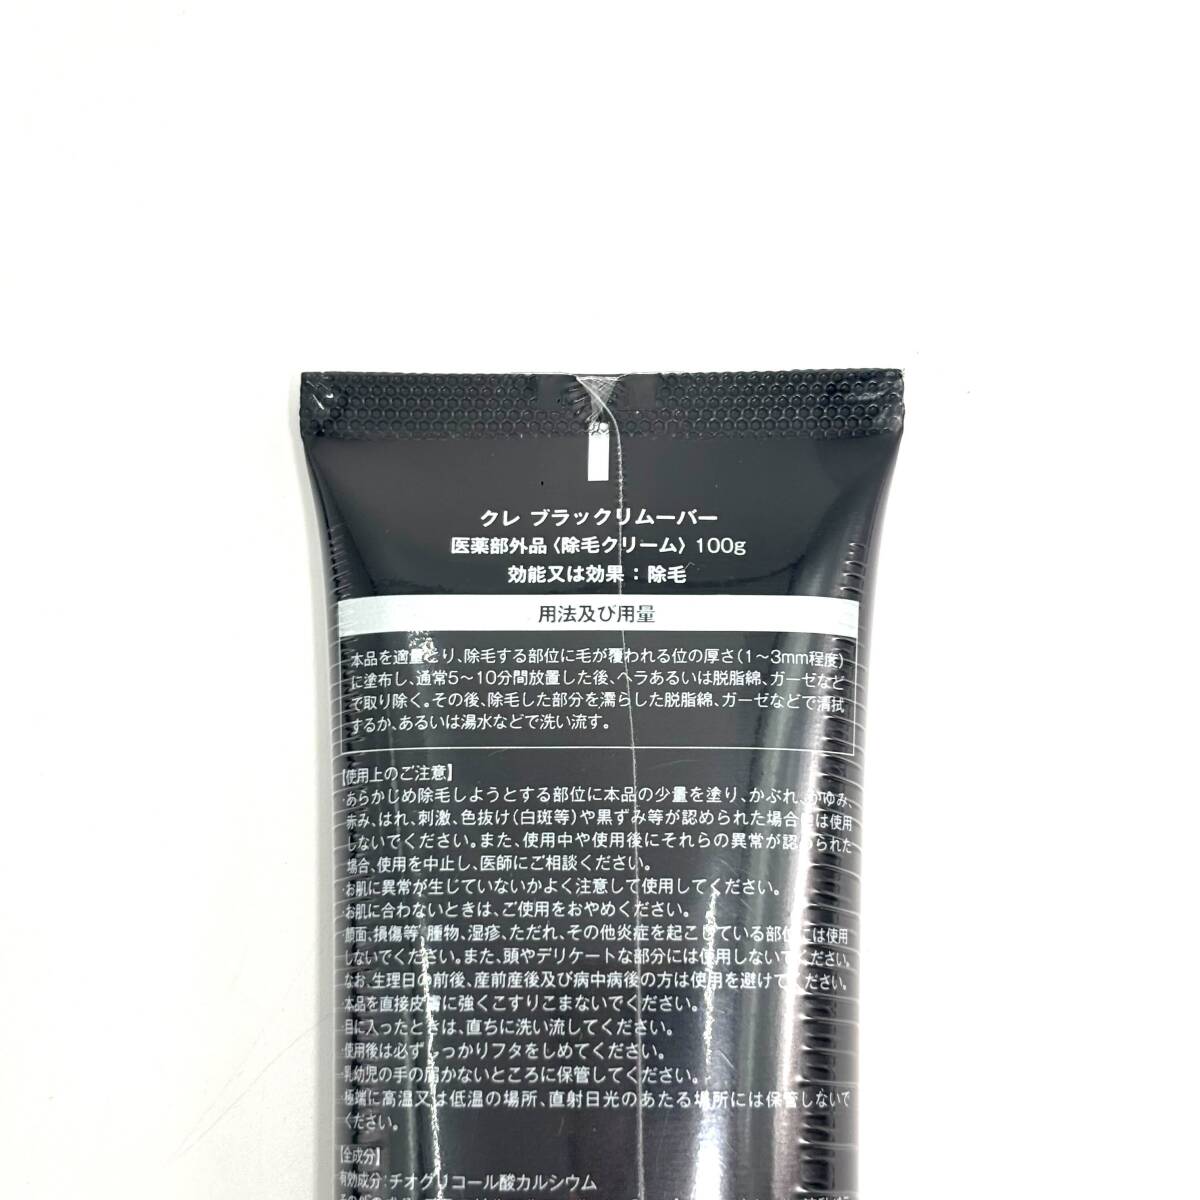 クレ ブラックリムーバー
医薬部外品〈除毛クリーム〉100g
効能又は効果：除毛
用法及び用量
本品を適量とり、除毛する部位に毛が覆われる位の厚さ(1～3mm程度)
に塗布し、通常5～10分間放置した後、ヘラあるいは脱脂綿、ガーゼなど
で取り除く。その後、除毛した部分を濡らした脱脂綿、ガーゼなどで清拭
するか、あるいは湯水などで洗い流す。
【使用上のご注意】
・あらかじめ除毛しようとする部位に本品の少量を塗り、かぶれ、かゆみ、
赤み、はれ、刺激、色抜け(白斑等)や黒ずみ等が認められた場合には使用
しないでください。また、使用中や使用後にそれらの異常が認められた
場合、使用を中止し、医師にご相談ください。
・お肌に異常が生じていないかよく注意して使用してください。
・お肌に合わないときは、ご使用をおやめください。
・顔面、損傷等、腫物、湿疹、ただれ、その他炎症を起こしている部位には使用
しないでください。また、頭やデリケートな部分には使用しないでください。
なお、生理日の前後、産前産後及び病中病後の方は使用を避けてください。
・本品を直接皮膚に強くこすりこまないでください。
・目に入ったときは、直ちに洗い流してください。
・使用後は必ずしっかりフタをしめてください。
・乳幼児の手の届かないところに保管してください。
・極端に高温又は低温の場所、直射日光のあたる場所には保管しないで
ください。
【全成分】
有効成分：チオグリコール酸カルシウム